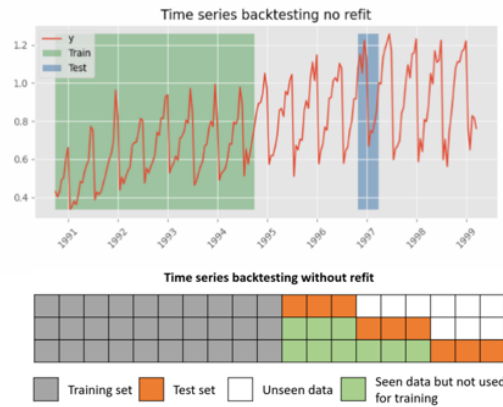 Time series backtesting no refit
y
Train
Test
1.2
1.0
0.8
0.6
0.4
1991
1992
1993
1994
1995
1996
1997
1998
1999
Time series backtesting without refit
Training set
Test set
Unseen data
Seen data but not used
for training